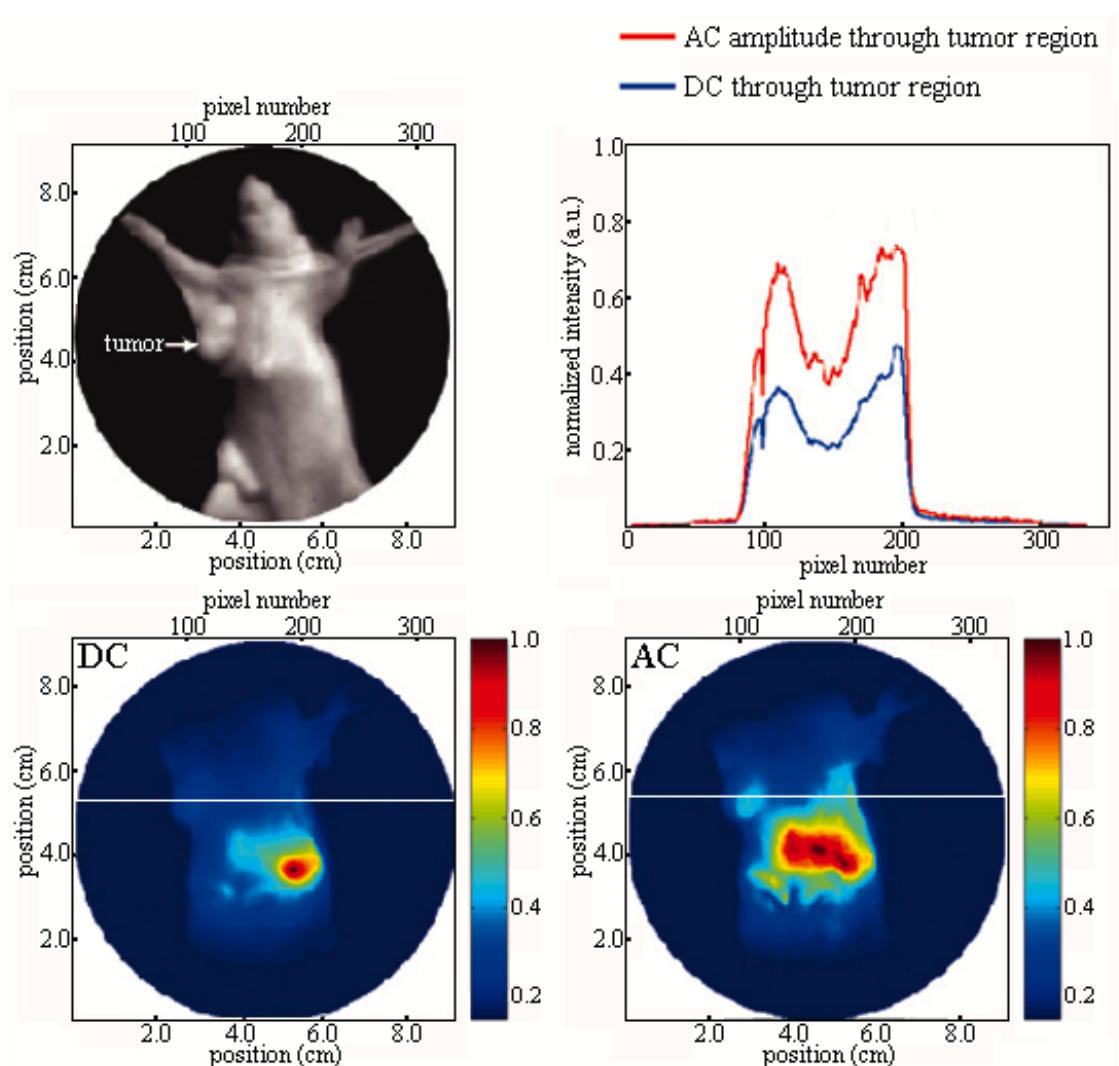 AC amplitude through tumor region
DC through tumor region
pixel number
100 200 300
8.0
6.0
4.0
2.0
position (cm)
tumor
2.0 4.0 6.0 8.0
position (cm)
1.0
0.8
0.6
0.4
0.2
normalized intensity (a.u.)
0 100 200 300
pixel number
pixel number
100 200 300
DC
8.0
6.0
4.0
2.0
position (cm)
2.0 4.0 6.0 8.0
position (cm)
1.0
0.8
0.6
0.4
0.2
pixel number
100 200 300
AC
8.0
6.0
4.0
2.0
position (cm)
2.0 4.0 6.0 8.0
position (cm)
1.0
0.8
0.6
0.4
0.2